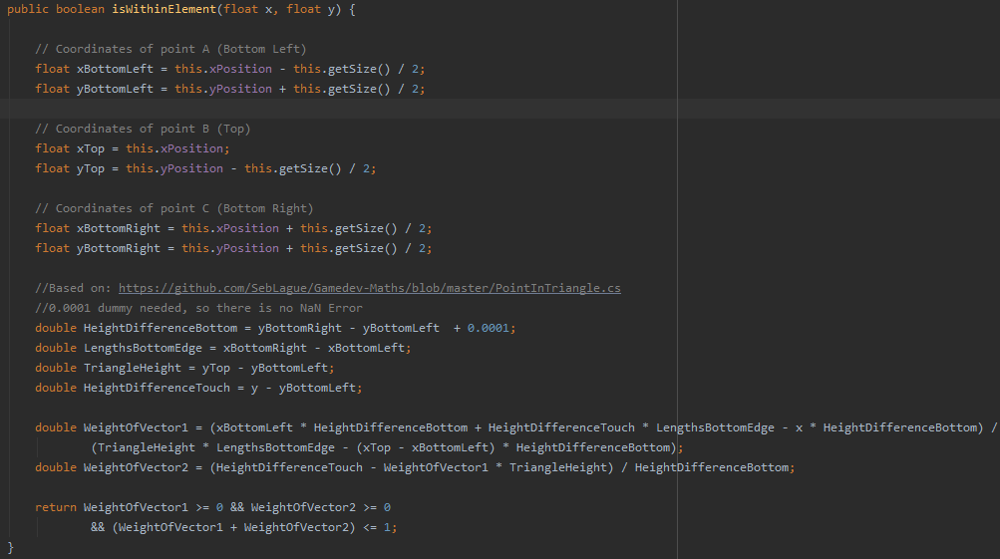 public boolean isWithinElement(float x, float y) {
// Coordinates of point A (Bottom Left)
float xBottomLeft = this.xPosition - this.getSize() / 2;
float yBottomLeft = this.yPosition + this.getSize() / 2;
// Coordinates of point B (Top)
float xTop = this.xPosition;
float yTop = this.yPosition - this.getSize() / 2;
// Coordinates of point C (Bottom Right)
float xBottomRight = this.xPosition + this.getSize() / 2;
float yBottomRight = this.yPosition + this.getSize() / 2;
//Based on: https://github.com/SebLague/Gamedev-Maths/blob/master/PointInTriangle.cs
//0.0001 dummy needed, so there is no NaN Error
double HeightDifferenceBottom = yBottomRight - yBottomLeft  + 0.0001;
double LengthsBottomEdge = xBottomRight - xBottomLeft;
double TriangleHeight = yTop - yBottomLeft;
double HeightDifferenceTouch = y - yBottomLeft;
double WeightOfVector1 = (xBottomLeft * HeightDifferenceBottom + HeightDifferenceTouch * LengthsBottomEdge - x * HeightDifferenceBottom) /
(TriangleHeight * LengthsBottomEdge - (xTop - xBottomLeft) * HeightDifferenceBottom);
double WeightOfVector2 = (HeightDifferenceTouch - WeightOfVector1 * TriangleHeight) / HeightDifferenceBottom;
return WeightOfVector1 >= 0 && WeightOfVector2 >= 0
&& (WeightOfVector1 + WeightOfVector2) <= 1;
}